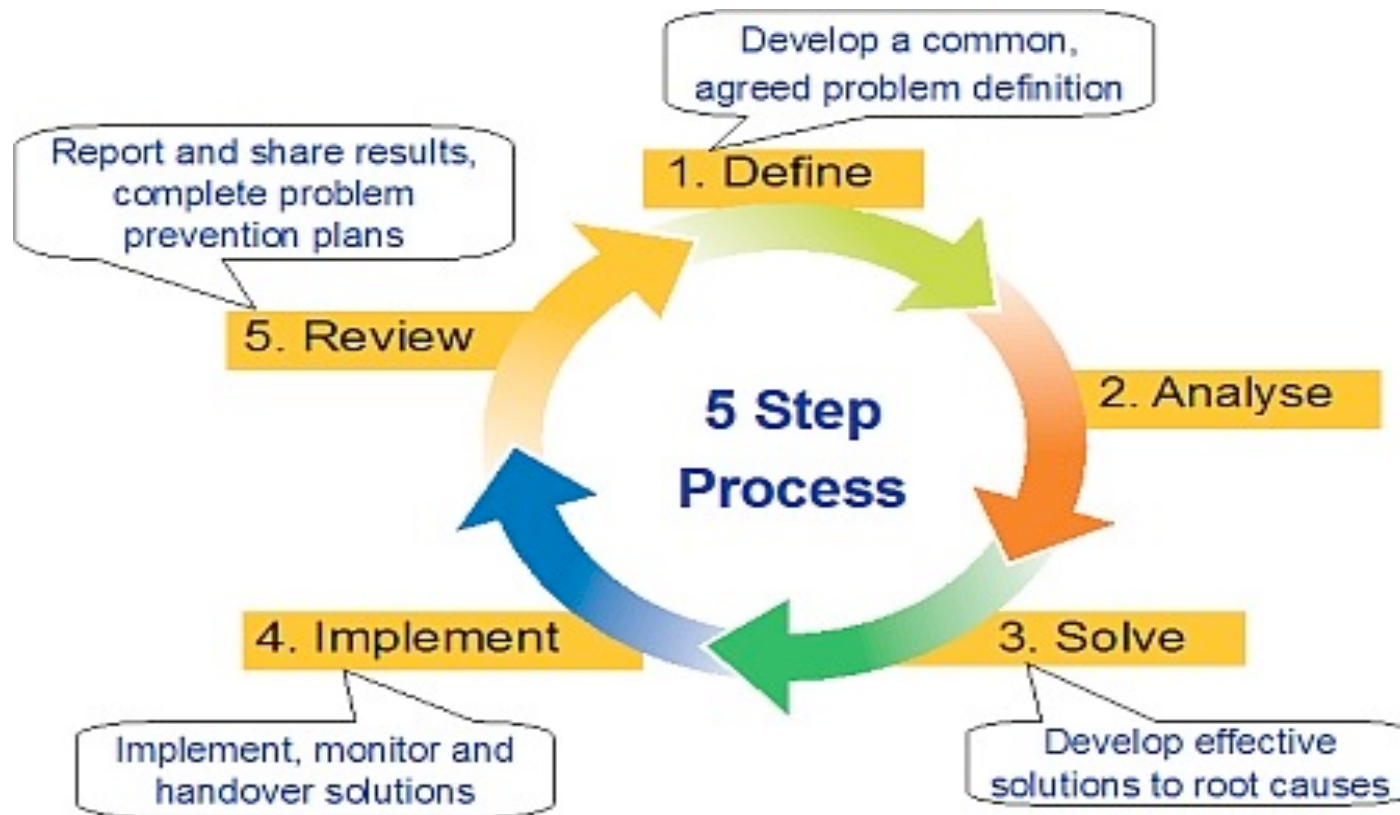 Develop a common,
agreed problem definition
1. Define
Report and share results,
complete problem
prevention plans
5. Review
2. Analyse
5 Step
Process
4. Implement
3. Solve
Implement, monitor and
handover solutions
Develop effective
solutions to root causes